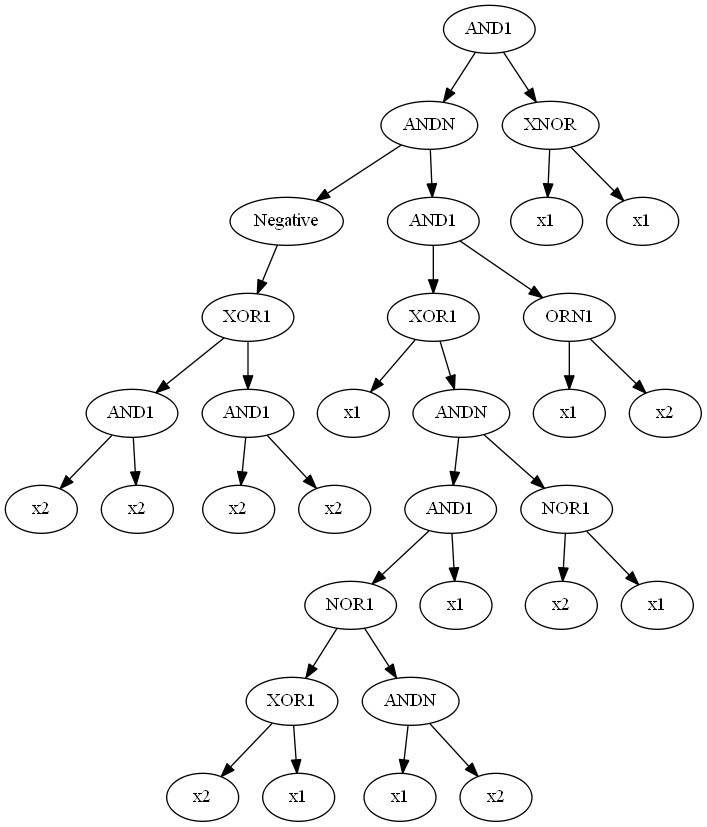 AND1
ANDN XNOR
Negative AND1 x1 x1
XOR1 XOR1 ORN1
AND1 AND1 x1 ANDN x1 x2
x2 x2 x2 x2 AND1 NOR1
NOR1 x1 x2 x1
XOR1 ANDN
x2 x1 x1 x2